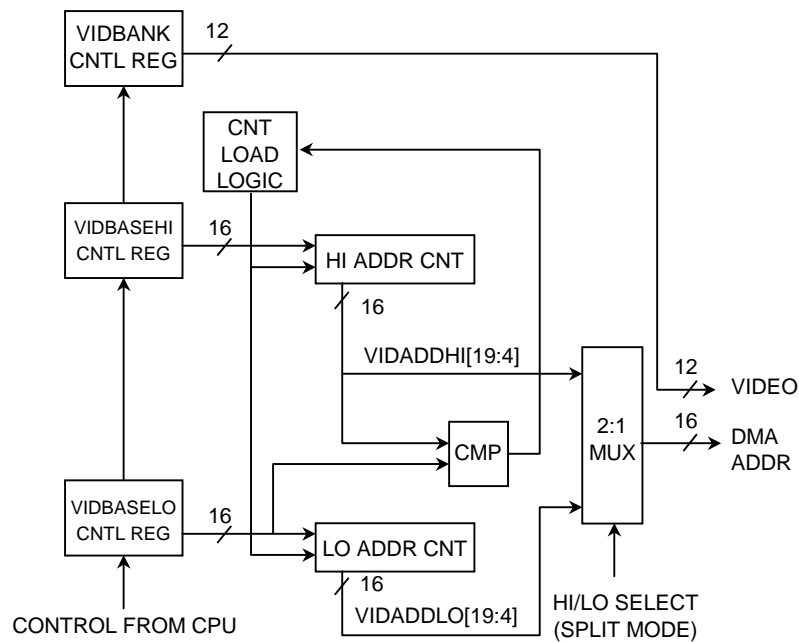 VIDBANK
CNTL REG
12
CNT
LOAD
LOGIC
VIDBASEHI
CNTL REG
16
HI ADDR CNT
16
VIDADDHI[19:4]
12
VIDEO
2:1
MUX
16
DMA
ADDR
CMP
VIDBASELO
CNTL REG
16
LO ADDR CNT
16
VIDADDLO[19:4]
CONTROL FROM CPU
HI/LO SELECT
(SPLIT MODE)